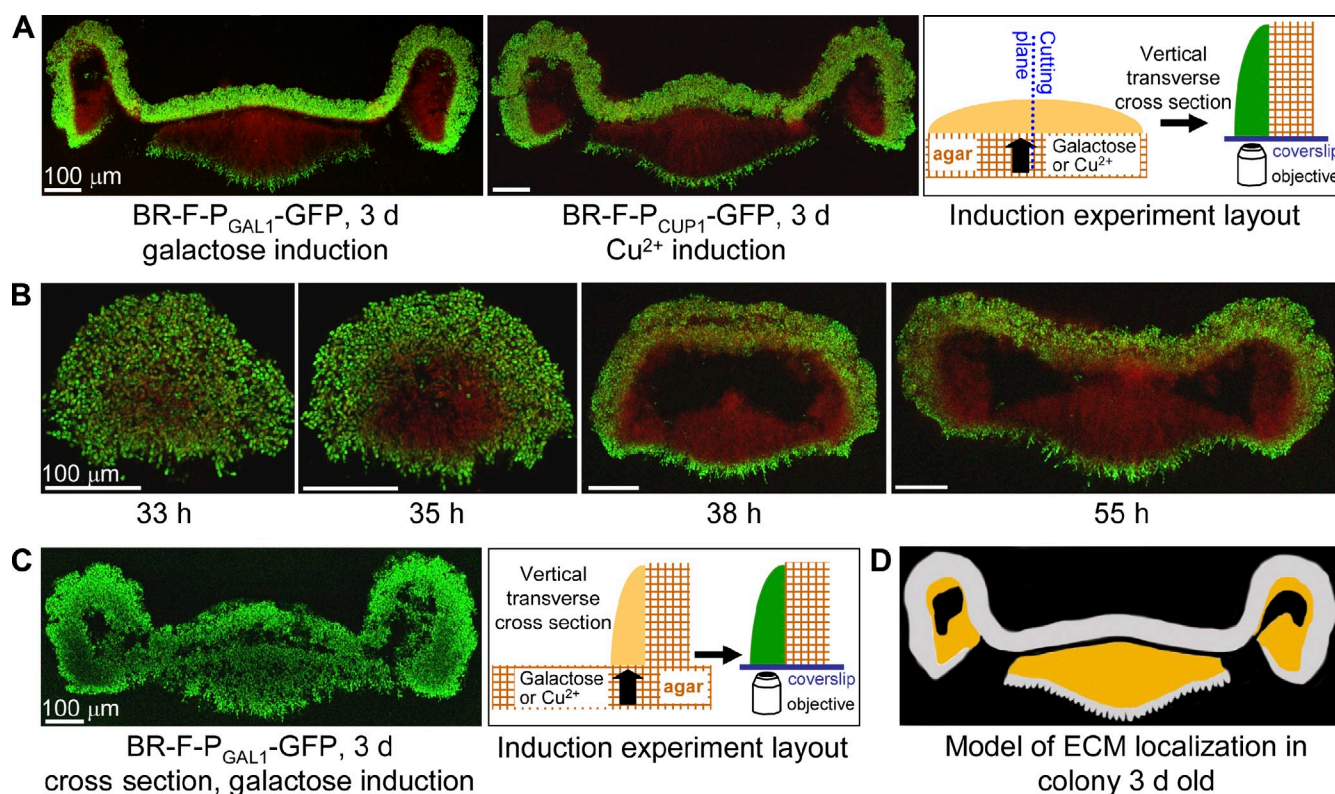 A
100 μm
BR-F-P_GAL1-GFP, 3 d
galactose induction
BR-F-P_CUP1-GFP, 3 d
Cu²⁺ induction
Cutting
plane
Vertical
transverse
cross section
agar
Galactose
or Cu²⁺
coverslip
objective
Induction experiment layout
B
100 μm
33 h
35 h
38 h
55 h
C
100 μm
BR-F-P_GAL1-GFP, 3 d
cross section, galactose induction
Vertical
transverse
cross section
Galactose
or Cu²⁺
agar
coverslip
objective
Induction experiment layout
D
Model of ECM localization in
colony 3 d old